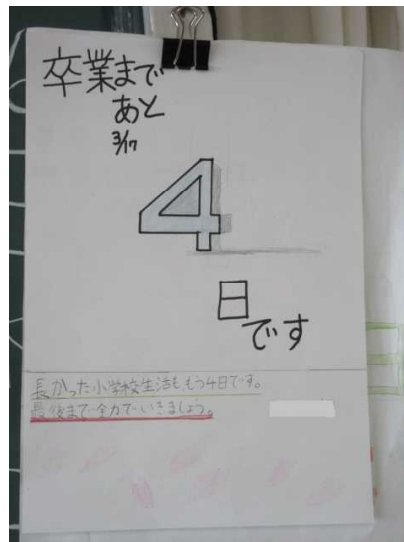 卒業まで
あと
3/17
4
日
です
長かった小学校生活も、もう4日です。
最後まで全力でいきましょう。